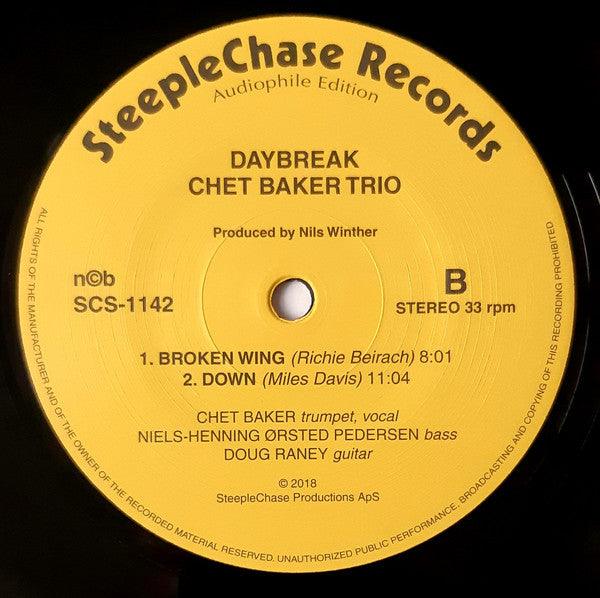 SteepleChase Records
Audiophile Edition
DAYBREAK
CHET BAKER TRIO
Produced by Nils Winther
n©b
SCS-1142
B
STEREO 33 rpm
1. BROKEN WING (Richie Beirach) 8:01
2. DOWN (Miles Davis) 11:04
CHET BAKER trumpet, vocal
NIELS-HENNING ØRSTED PEDERSEN bass
DOUG RANEY guitar
© 2018
SteepleChase Productions ApS
ALL RIGHTS OF THE MANUFACTURER AND OF THE OWNER OF THE RECORDED MATERIAL RESERVED. UNAUTHORIZED PUBLIC PERFORMANCE, BROADCASTING AND COPYING OF THIS RECORDING PROHIBITED